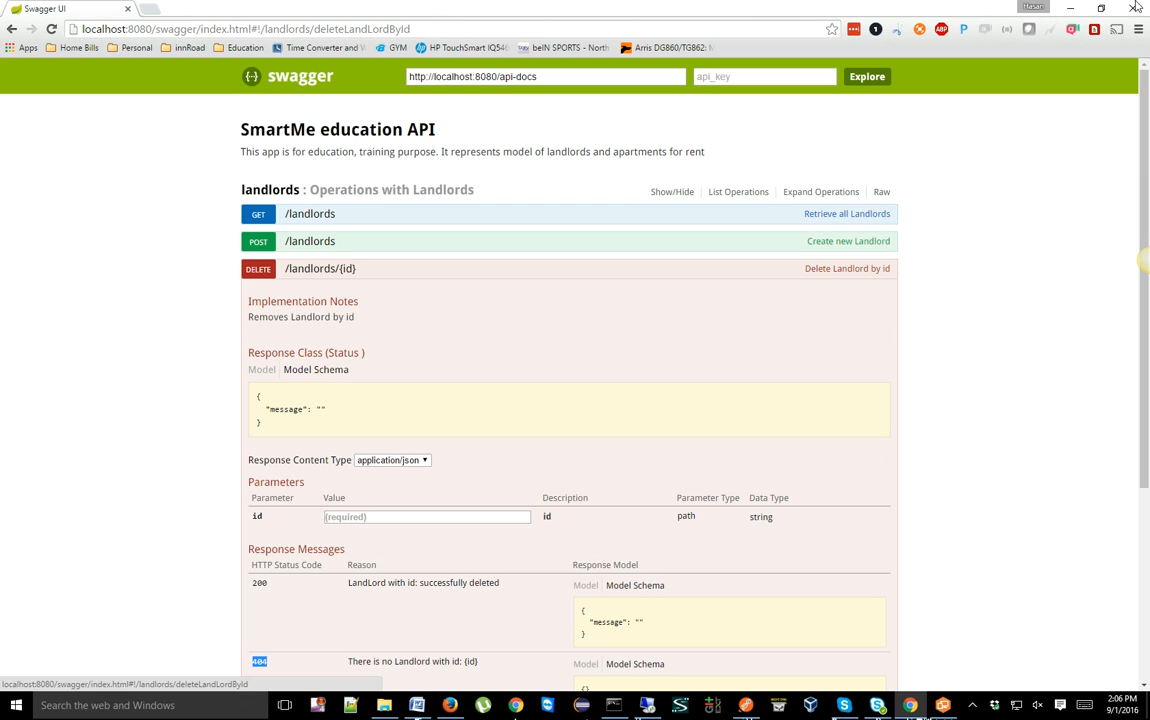 Swagger UI
Hasan
localhost:8080/swagger/index.html#!/landlords/deleteLandLordById
Apps Home Bills Personal innRoad Education Time Converter and GYM HP TouchSmart IQ546 beIN SPORTS - North Arris DG860/TG862:
swagger http://localhost:8080/api-docs api_key Explore
SmartMe education API
This app is for education, training purpose. It represents model of landlords and apartments for rent
landlords : Operations with Landlords Show/Hide List Operations Expand Operations Raw
GET /landlords Retrieve all Landlords
POST /landlords Create new Landlord
DELETE /landlords/{id} Delete Landlord by id
Implementation Notes
Removes Landlord by id
Response Class (Status )
Model Model Schema
{
"message": ""
}
Response Content Type application/json
Parameters
Parameter Value Description Parameter Type Data Type
id (required) id path string
Response Messages
HTTP Status Code Reason Response Model
200 LandLord with id: successfully deleted Model Model Schema
{
"message": ""
}
404 There is no Landlord with id: {id} Model Model Schema
{}
localhost:8080/swagger/index.html#!/landlords/deleteLandLordById
Search the web and Windows
2:06 PM
9/1/2016